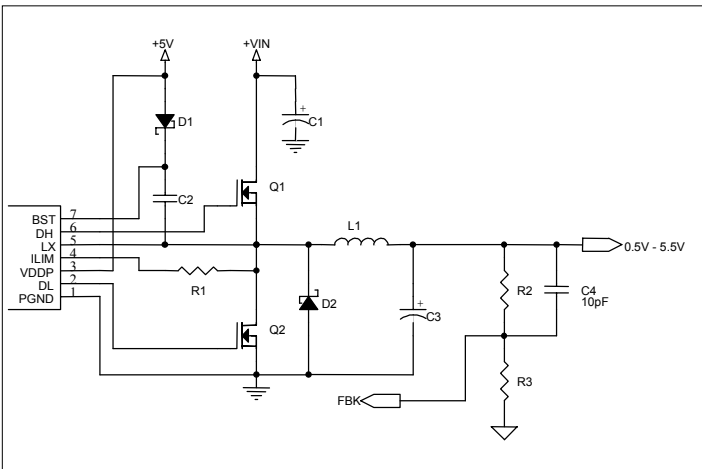 +5V
+VIN
D1
+
C1
C2
Q1
BST 7
DH 6
LX 5
ILIM 4
VDDP 3
DL 2
PGND 1
R1
L1
0.5V - 5.5V
D2
+
C3
R2
C4
10pF
Q2
R3
FBK